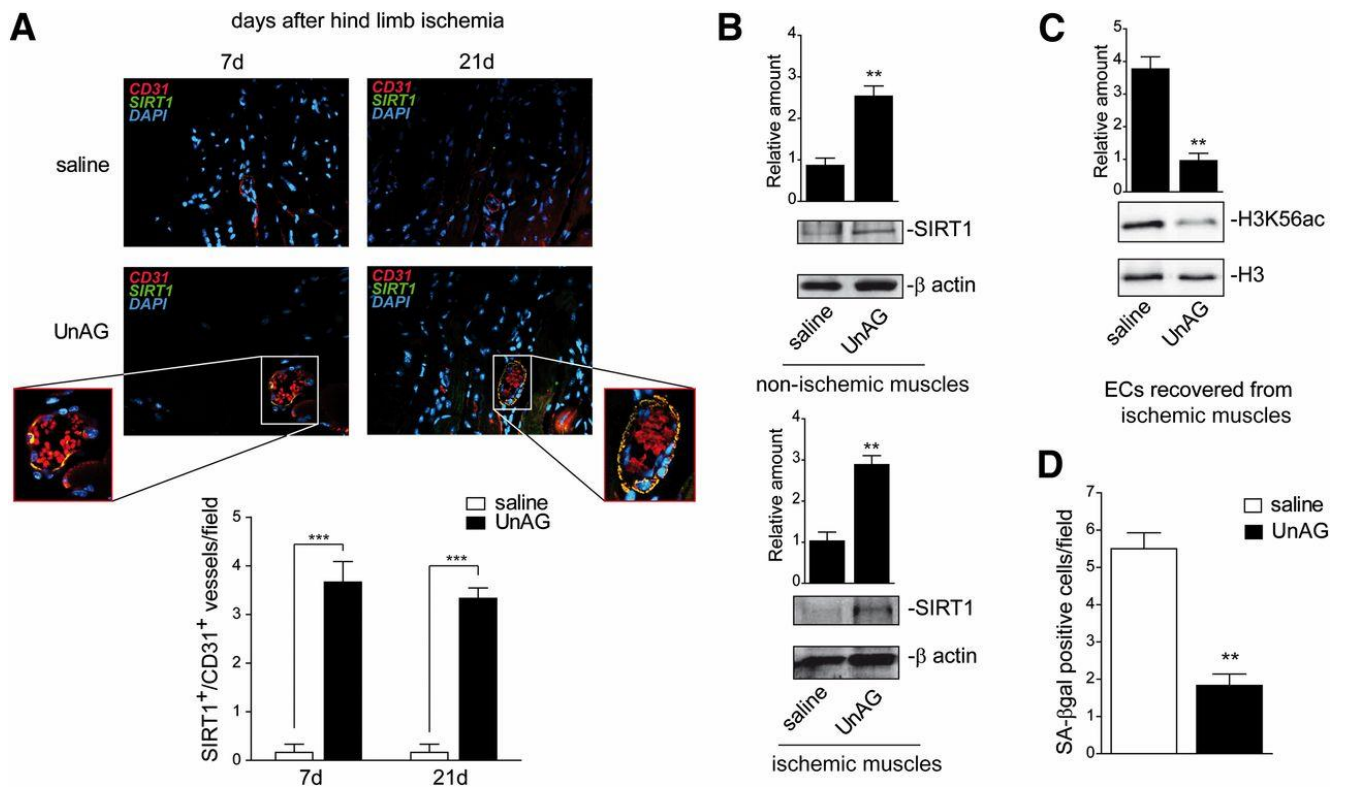 A
days after hind limb ischemia
7d
21d
saline
CD31
SIRT1
DAPI
CD31
SIRT1
DAPI
UnAG
CD31
SIRT1
DAPI
CD31
SIRT1
DAPI
SIRT1+/CD31+ vessels/field
5
4
3
2
1
0
saline
UnAG
***
***
7d
21d
B
Relative amount
4
3
2
1
0
**
-SIRT1
-β actin
saline
UnAG
non-ischemic muscles
Relative amount
4
3
2
1
0
**
-SIRT1
-β actin
saline
UnAG
ischemic muscles
C
Relative amount
5
4
3
2
1
0
**
-H3K56ac
-H3
saline
UnAG
ECs recovered from
ischemic muscles
D
SA-βgal positive cells/field
7
6
5
4
3
2
1
0
saline
UnAG
**